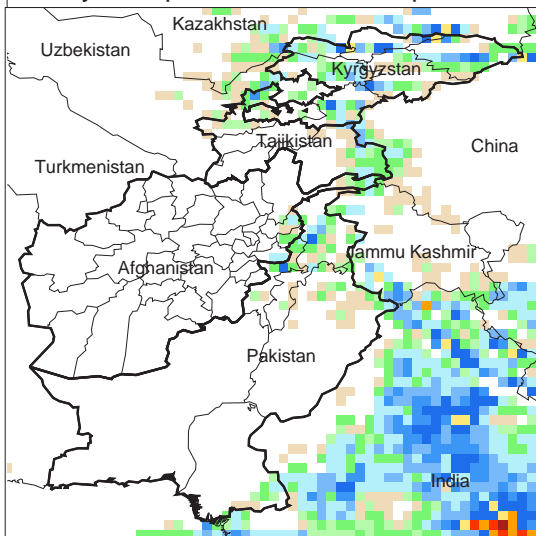 Kazakhstan
Uzbekistan
Kyrgyzstan
Tajikistan
China
Turkmenistan
Jammu Kashmir
Afghanistan
Pakistan
India